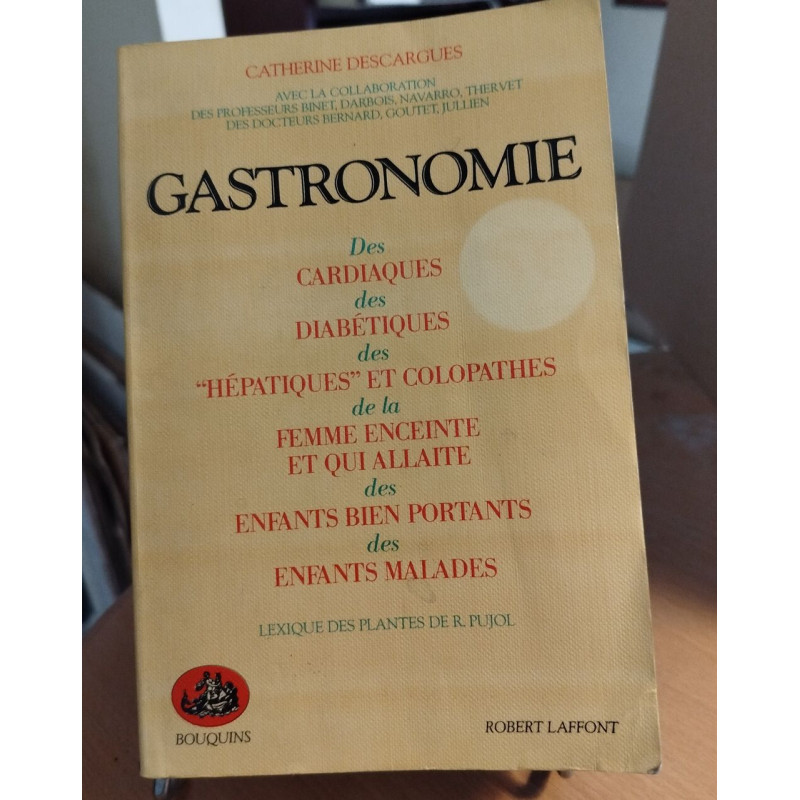 CATHERINE DESCARGUES
AVEC LA COLLABORATION
DES PROFESSEURS BINET, DARBOIS, NAVARRO, THERVET
DES DOCTEURS BERNARD, GOUTET, JULLIEN
GASTRONOMIE
Des
CARDIAQUES
des
DIABÉTIQUES
des
“HÉPATIQUES” ET COLOPATHES
de la
FEMME ENCEINTE
ET QUI ALLAITE
des
ENFANTS BIEN PORTANTS
des
ENFANTS MALADES
LEXIQUE DES PLANTES DE R. PUJOL
BOUQUINS
ROBERT LAFFONT